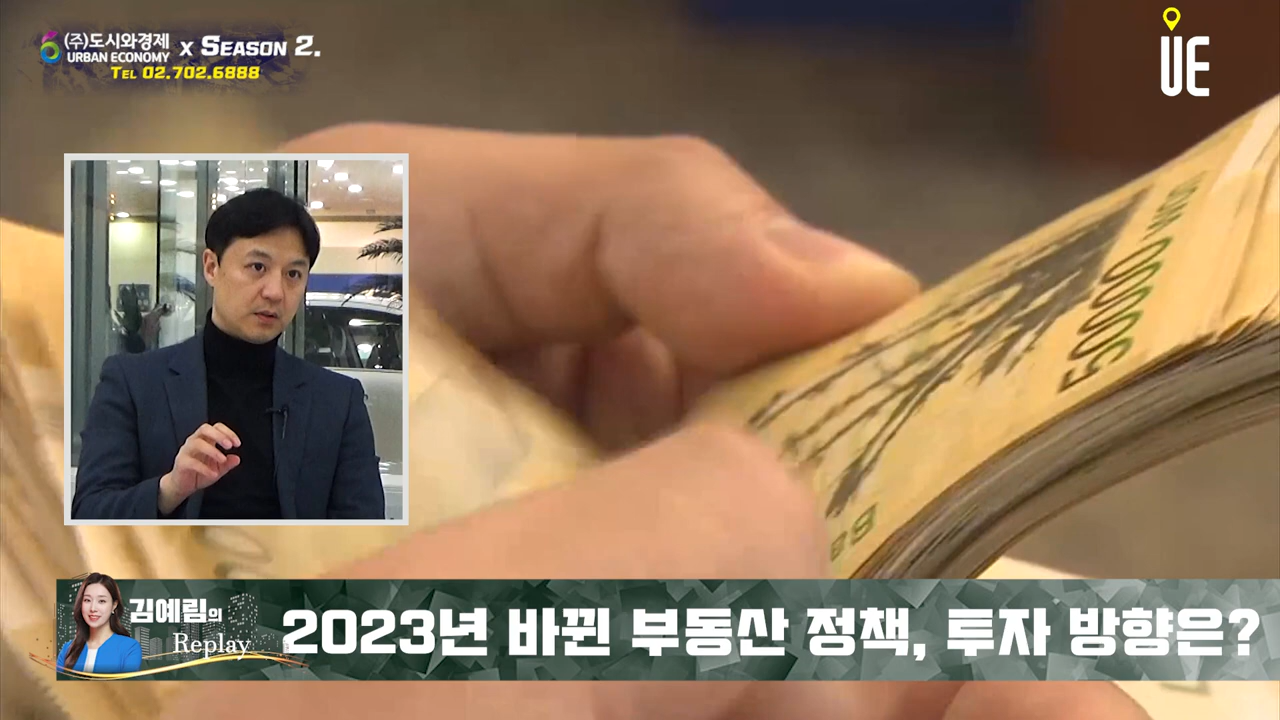 (주)도시와경제
URBAN ECONOMY
x SEASON 2.
TEL 02.702.6888
UE
50000 WON
김예림의
Replay
2023년 바뀐 부동산 정책, 투자 방향은?